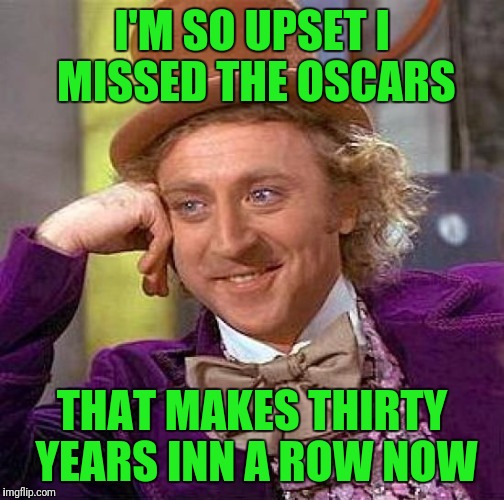 I'M SO UPSET I
MISSED THE OSCARS
THAT MAKES THIRTY
YEARS INN A ROW NOW
imgflip.com